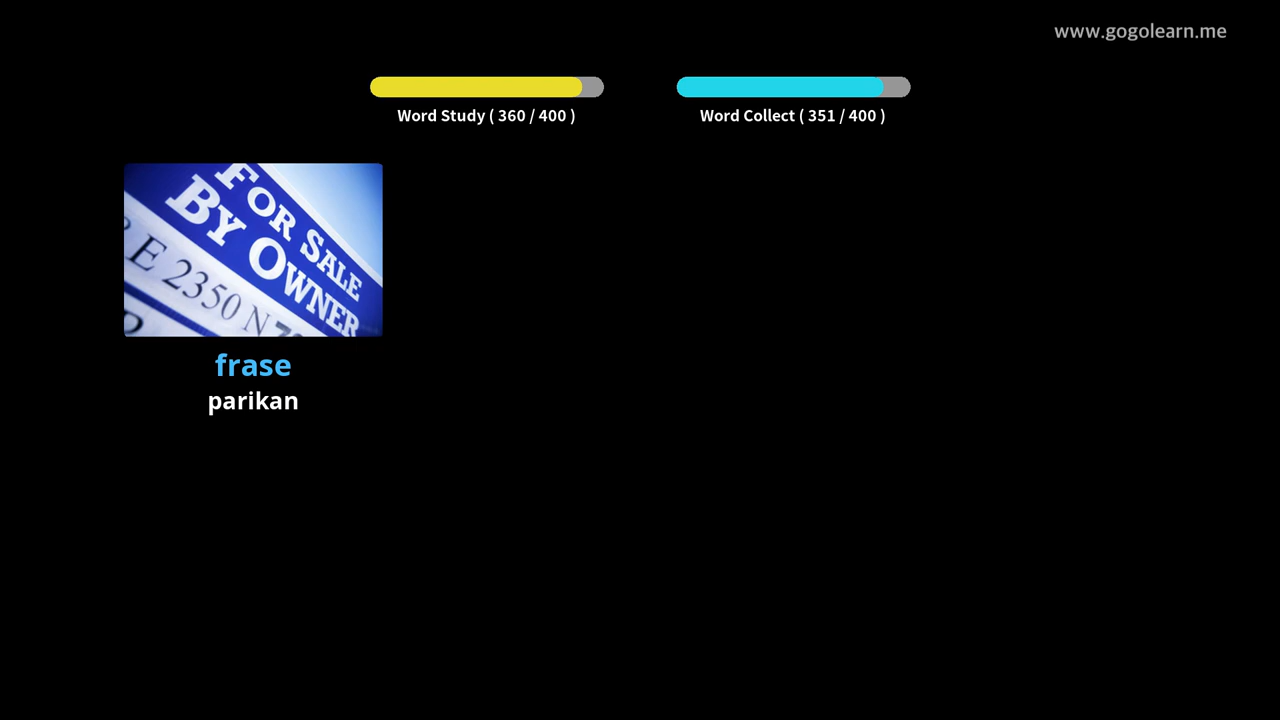 www.gogolearn.me
Word Study ( 360 / 400 )
Word Collect ( 351 / 400 )
FOR SALE
BY OWNER
E 2350 N
frase
parikan